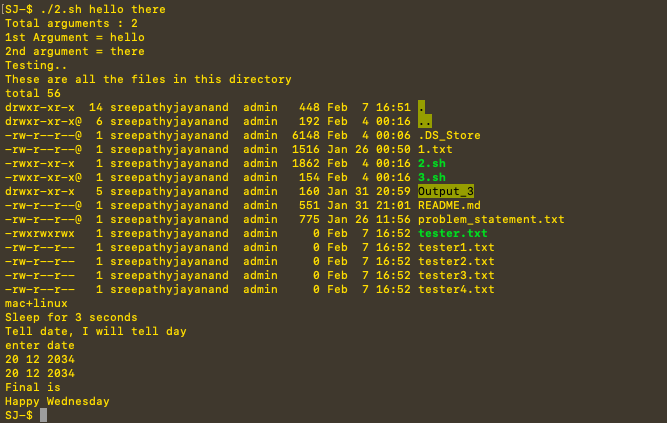 SJ-$ ./2.sh hello there
Total arguments : 2
1st Argument = hello
2nd argument = there
Testing..
These are all the files in this directory
total 56
drwxr-xr-x  14 sreepathyjayanand  admin   448 Feb  7 16:51 .
drwxr-xr-x@  6 sreepathyjayanand  admin   192 Feb  4 00:16 ..
-rw-r--r--@  1 sreepathyjayanand  admin  6148 Feb  4 00:06 .DS_Store
-rw-r--r--@  1 sreepathyjayanand  admin  1516 Jan 26 00:50 1.txt
-rwxr-xr-x   1 sreepathyjayanand  admin  1862 Feb  4 00:16 2.sh
-rwxr-xr-x@  1 sreepathyjayanand  admin   154 Feb  4 00:16 3.sh
drwxr-xr-x   5 sreepathyjayanand  admin   160 Jan 31 20:59 Output_3
-rw-r--r--@  1 sreepathyjayanand  admin   551 Jan 31 21:01 README.md
-rw-r--r--@  1 sreepathyjayanand  admin   775 Jan 26 11:56 problem_statement.txt
-rwxrwxrwx   1 sreepathyjayanand  admin     0 Feb  7 16:52 tester.txt
-rw-r--r--   1 sreepathyjayanand  admin     0 Feb  7 16:52 tester1.txt
-rw-r--r--   1 sreepathyjayanand  admin     0 Feb  7 16:52 tester2.txt
-rw-r--r--   1 sreepathyjayanand  admin     0 Feb  7 16:52 tester3.txt
-rw-r--r--   1 sreepathyjayanand  admin     0 Feb  7 16:52 tester4.txt
mac+linux
Sleep for 3 seconds
Tell date, I will tell day
enter date
20 12 2034
20 12 2034
Final is
Happy Wednesday
SJ-$